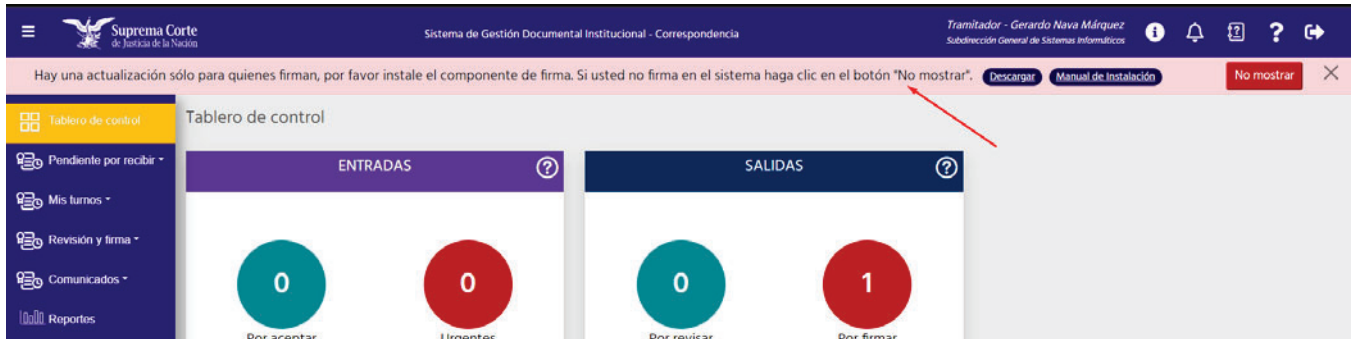 Suprema Corte
de Justicia de la Nación
Sistema de Gestión Documental Institucional - Correspondencia
Tramitador - Gerardo Nava Márquez
Subdirección General de Sistemas Informáticos
Hay una actualización sólo para quienes firman, por favor instale el componente de firma. Si usted no firma en el sistema haga clic en el botón "No mostrar". Descargar Manual de Instalación No mostrar
Tablero de control
Tablero de control
Pendiente por recibir
Mis turnos
Revisión y firma
Comunicados
Reportes
ENTRADAS
0 0
Por aceptar Urgentes
SALIDAS
0 1
Por revisar Por firmar